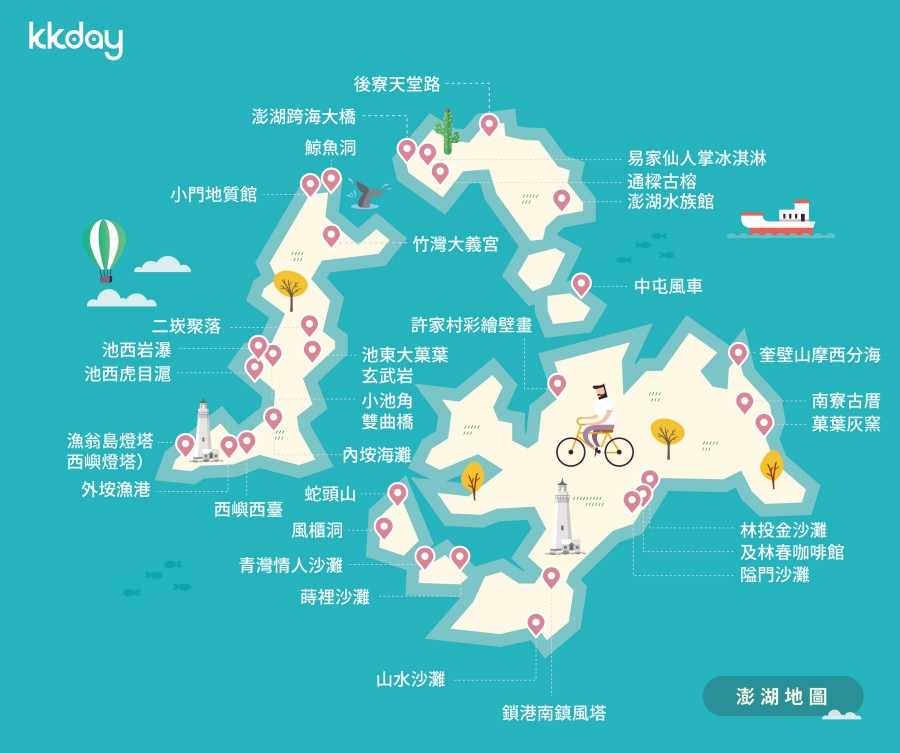 kkday
後寮天堂路
澎湖跨海大橋
鯨魚洞
易家仙人掌冰淇淋
通樑古榕
小門地質館
澎湖水族館
竹灣大義宮
中屯風車
二崁聚落
許家村彩繪壁畫
池西岩瀑
池東大菓葉
玄武岩
奎壁山摩西分海
池西虎目滬
小池角
雙曲橋
南寮古厝
菓葉灰窯
漁翁島燈塔
西嶼燈塔）
內垵海灘
外垵漁港
蛇頭山
西嶼西臺
風櫃洞
林投金沙灘
及林春咖啡館
青灣情人沙灘
隘門沙灘
蒔裡沙灘
山水沙灘
鎖港南鎮風塔
澎湖地圖